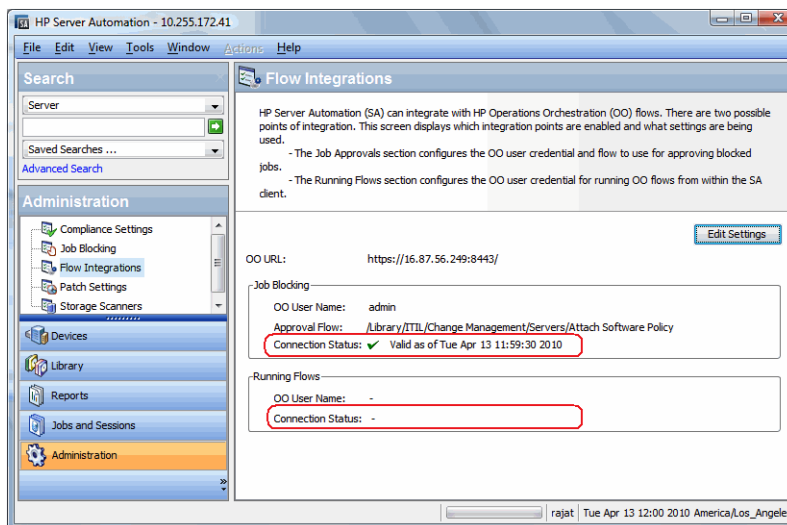 HP Server Automation - 10.255.172.41
File Edit View Tools Window Actions Help
Search
Server
Saved Searches ...
Advanced Search
Administration
Compliance Settings
Job Blocking
Flow Integrations
Patch Settings
Storage Scanners
Devices
Library
Reports
Jobs and Sessions
Administration
Flow Integrations
HP Server Automation (SA) can integrate with HP Operations Orchestration (OO) flows. There are two possible
points of integration. This screen displays which integration points are enabled and what settings are being
used.
- The Job Approvals section configures the OO user credential and flow to use for approving blocked
jobs.
- The Running Flows section configures the OO user credential for running OO flows from within the SA
client.
Edit Settings
OO URL: https://16.87.56.249:8443/
Job Blocking
OO User Name: admin
Approval Flow: /Library/ITIL/Change Management/Servers/Attach Software Policy
Connection Status: ✔ Valid as of Tue Apr 13 11:59:30 2010
Running Flows
OO User Name: -
Connection Status: -
rajat Tue Apr 13 12:00 2010 America/Los_Angele